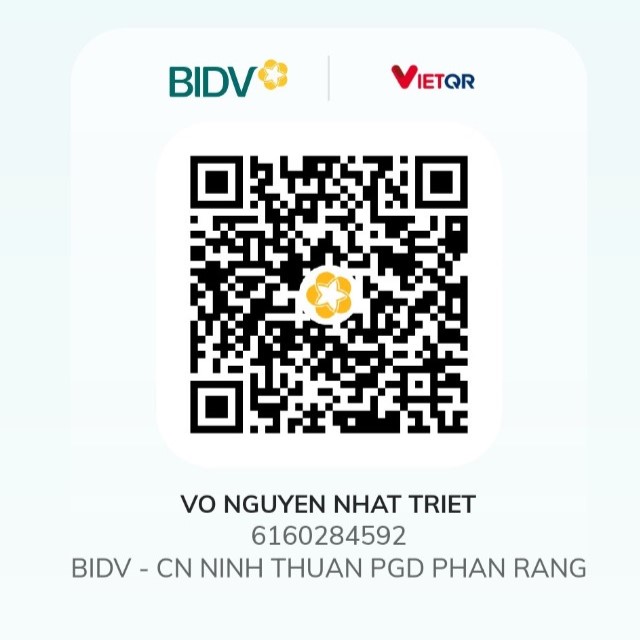 BIDV VIETQR
VO NGUYEN NHAT TRIET
6160284592
BIDV - CN NINH THUAN PGD PHAN RANG